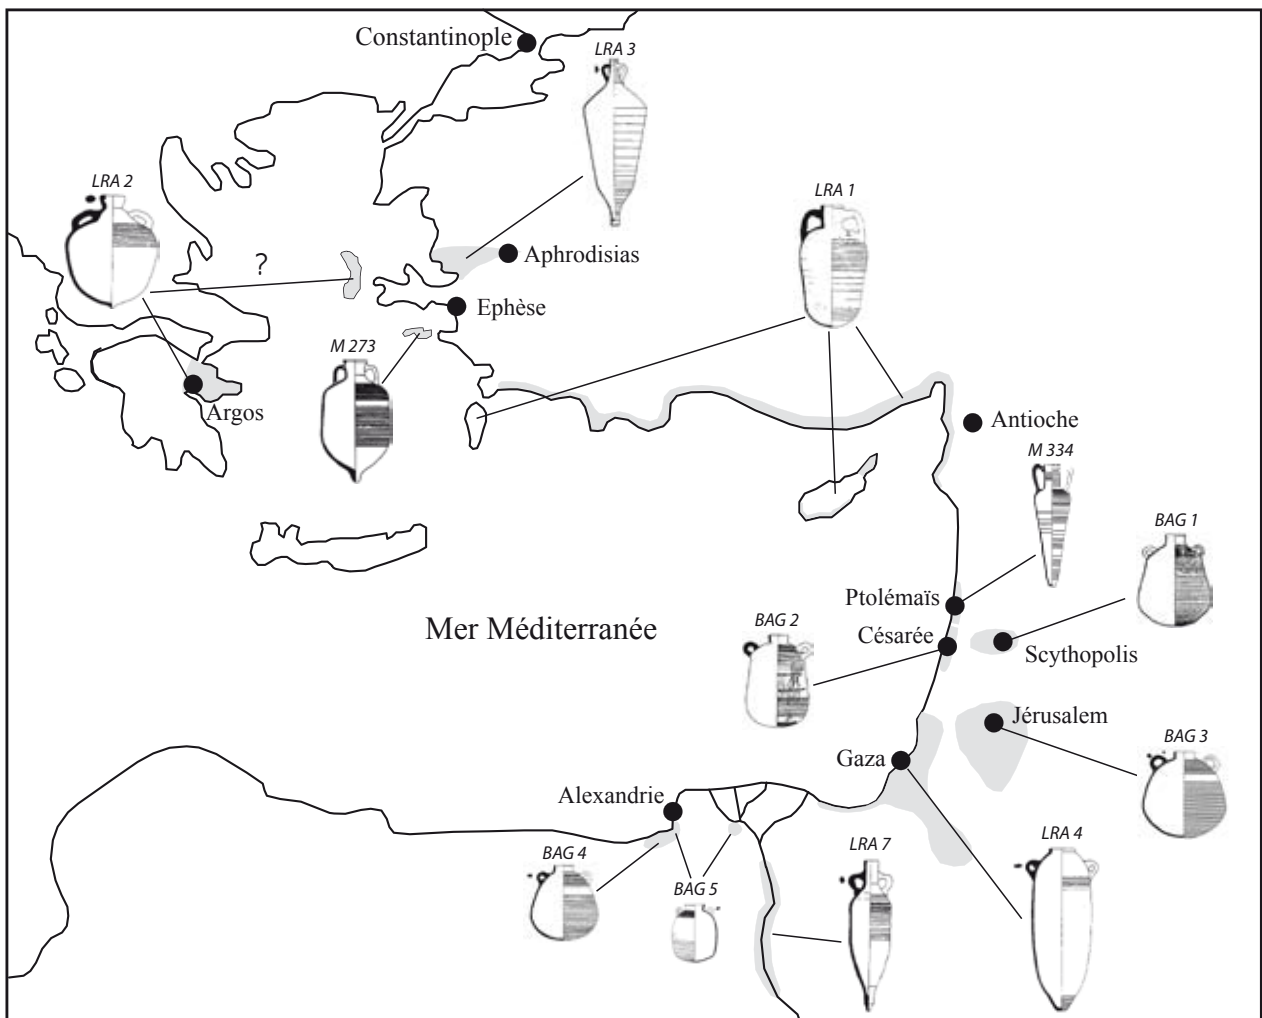 Constantinople
LRA 3
LRA 2
LRA 1
?
Aphrodisias
Ephèse
M 273
Argos
Antioche
M 334
BAG 1
Ptolémaïs
BAG 2
Césarée
Mer Méditerranée
Scythopolis
Jérusalem
BAG 3
Gaza
Alexandrie
BAG 4
LRA 7
LRA 4
BAG 5